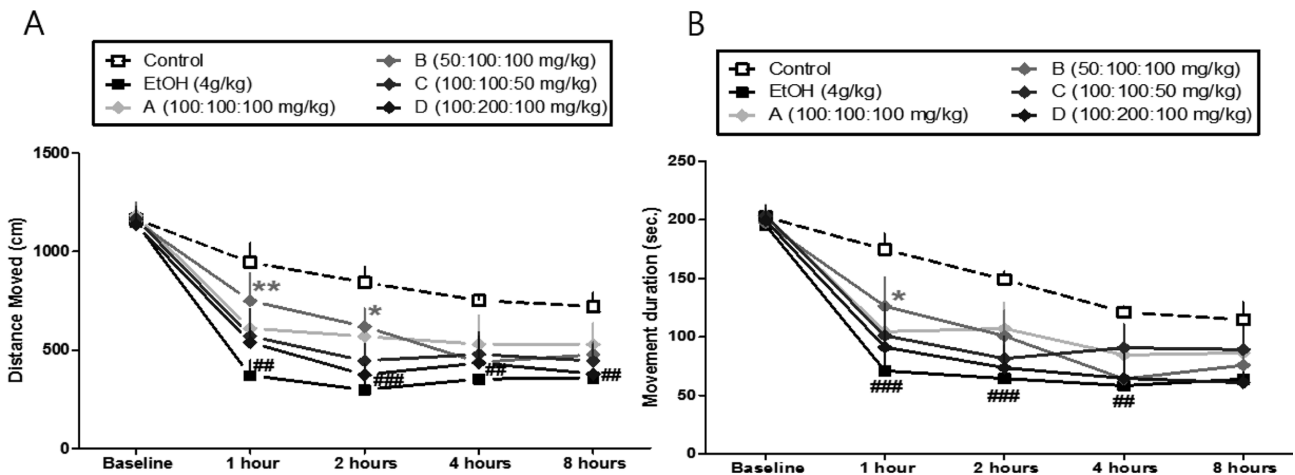 A
Control
EtOH (4g/kg)
A (100:100:100 mg/kg)
B (50:100:100 mg/kg)
C (100:100:50 mg/kg)
D (100:200:100 mg/kg)
Distance Moved (cm)
1500
1000
500
0
**
*
##
###
##
##
Baseline
1 hour
2 hours
4 hours
8 hours
B
Control
EtOH (4g/kg)
A (100:100:100 mg/kg)
B (50:100:100 mg/kg)
C (100:100:50 mg/kg)
D (100:200:100 mg/kg)
Movement duration (sec.)
250
200
150
100
50
0
*
###
###
##
Baseline
1 hour
2 hours
4 hours
8 hours